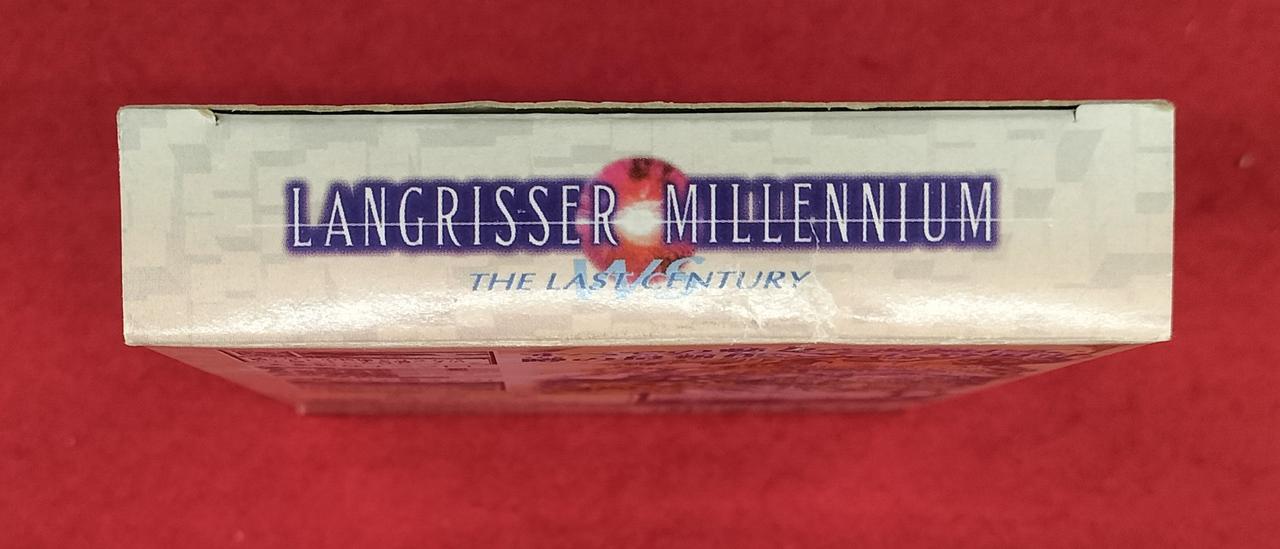 LANGRISSER MILLENNIUM
WS
THE LAST CENTURY